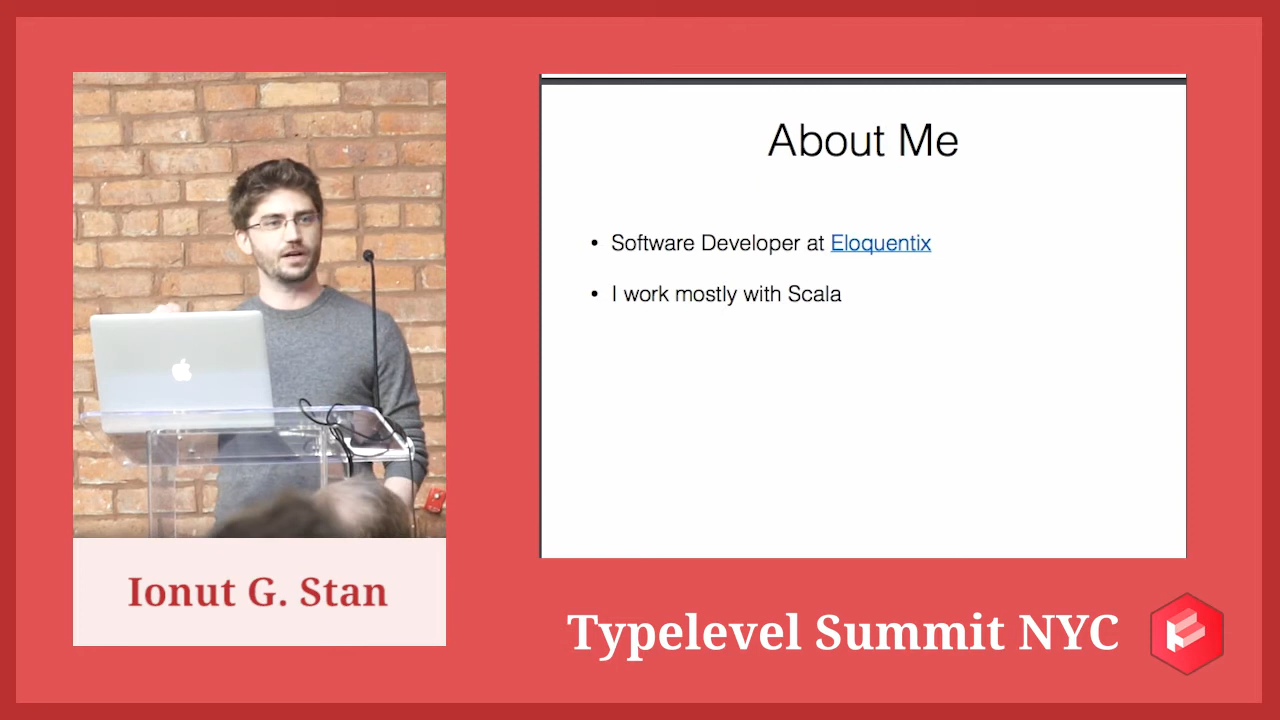 About Me
• Software Developer at Eloquentix
• I work mostly with Scala
Ionut G. Stan
Typelevel Summit NYC